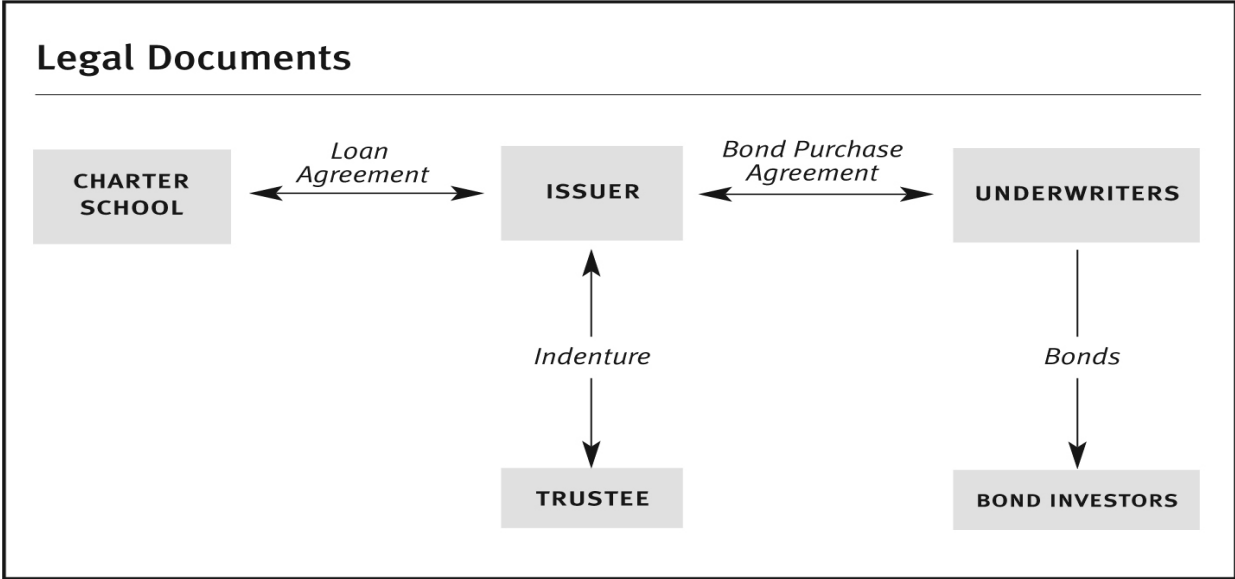 Legal Documents
CHARTER
SCHOOL
Loan
Agreement
ISSUER
Bond Purchase
Agreement
UNDERWRITERS
Indenture
Bonds
TRUSTEE
BOND INVESTORS